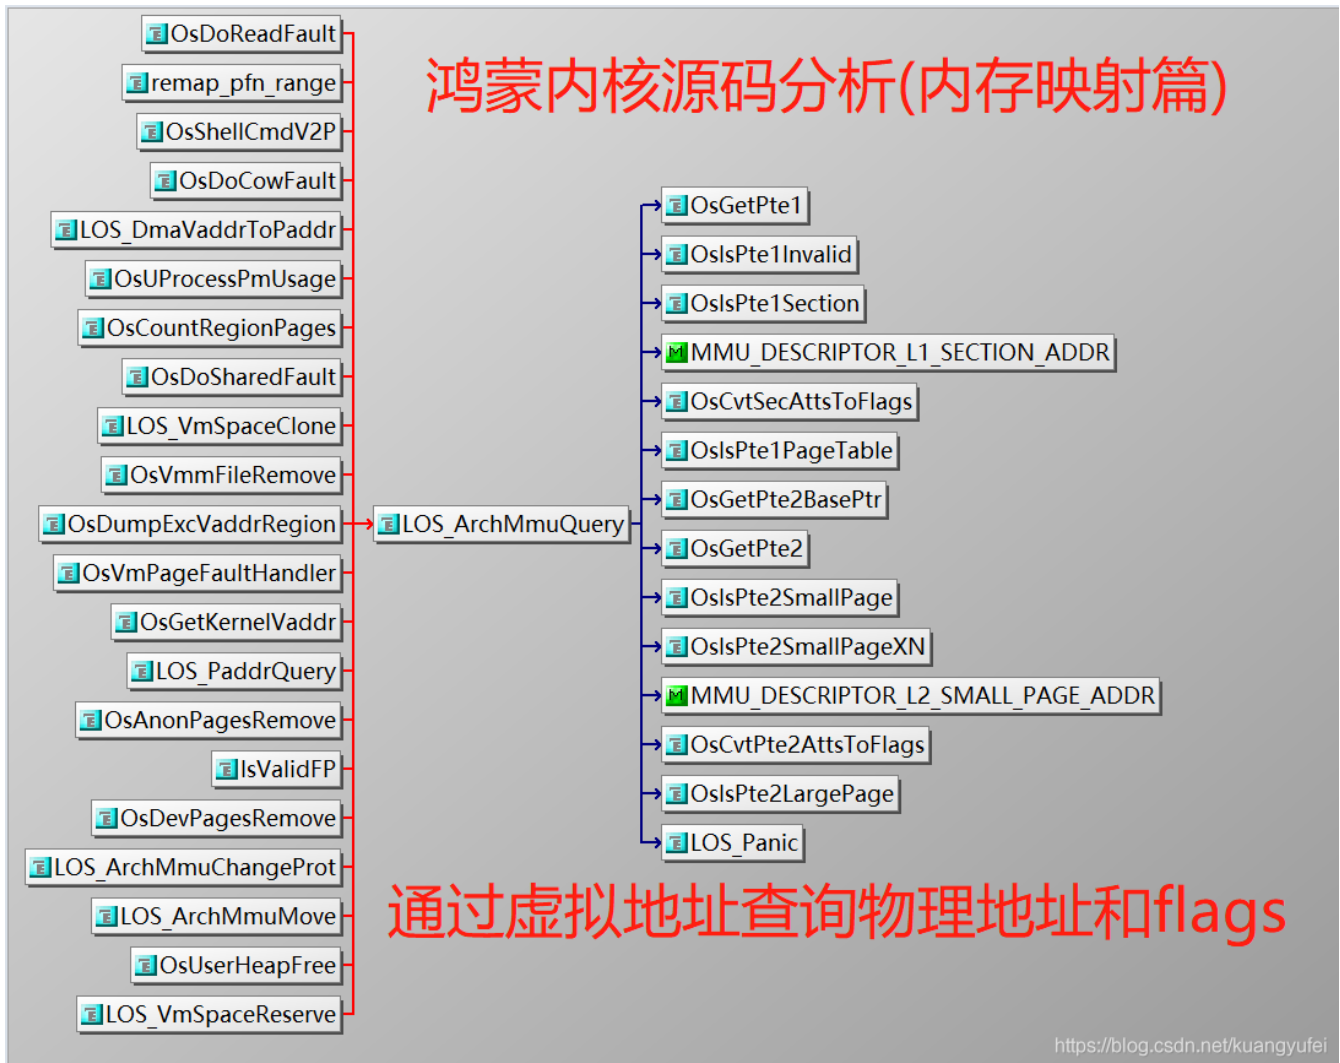 鸿蒙内核源码分析(内存映射篇)
OsDoReadFault
remap_pfn_range
OsShellCmdV2P
OsDoCowFault
LOS_DmaVaddrToPaddr
OsUProcessPmUsage
OsCountRegionPages
OsDoSharedFault
LOS_VmSpaceClone
OsVmmFileRemove
OsDumpExcVaddrRegion
OsVmPageFaultHandler
OsGetKernelVaddr
LOS_PaddrQuery
OsAnonPagesRemove
IsValidFP
OsDevPagesRemove
LOS_ArchMmuChangeProt
LOS_ArchMmuMove
OsUserHeapFree
LOS_VmSpaceReserve
LOS_ArchMmuQuery
OsGetPte1
OsIsPte1Invalid
OsIsPte1Section
MMU_DESCRIPTOR_L1_SECTION_ADDR
OsCvtSecAttsToFlags
OsIsPte1PageTable
OsGetPte2BasePtr
OsGetPte2
OsIsPte2SmallPage
OsIsPte2SmallPageXN
MMU_DESCRIPTOR_L2_SMALL_PAGE_ADDR
OsCvtPte2AttsToFlags
OsIsPte2LargePage
LOS_Panic
通过虚拟地址查询物理地址和flags
https://blog.csdn.net/kuangyufei